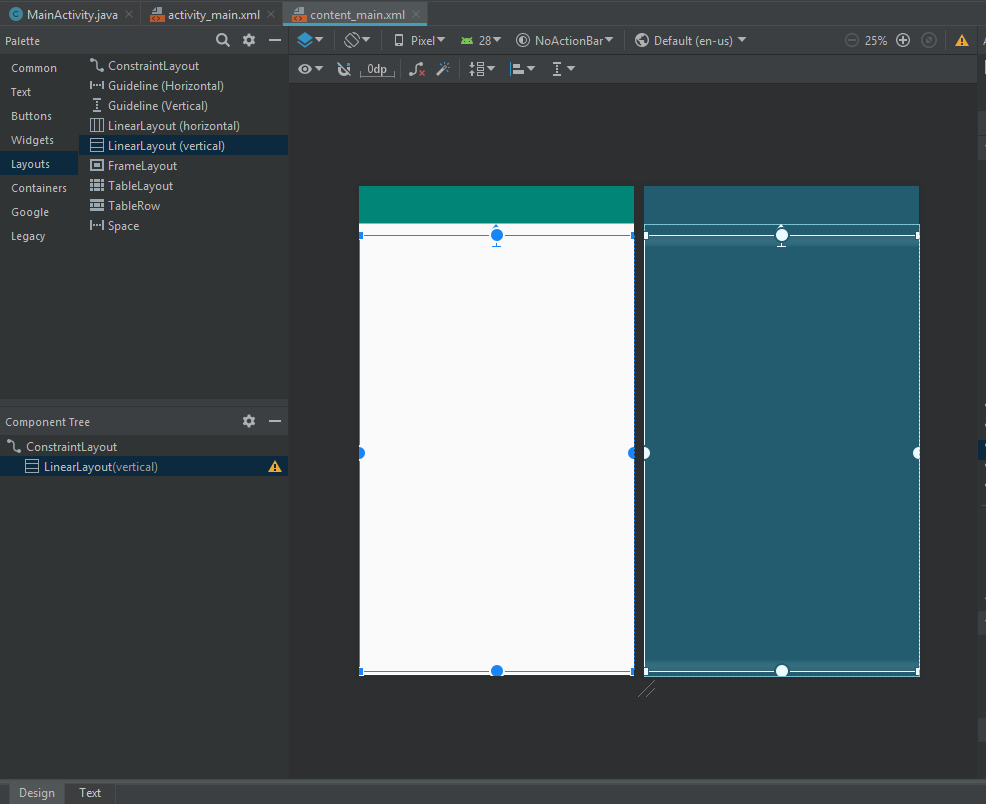 MainActivity.java activity_main.xml content_main.xml
Palette
Pixel 28 NoActionBar Default (en-us) 25%
0dp
Common
Text
Buttons
Widgets
Layouts
Containers
Google
Legacy
ConstraintLayout
Guideline (Horizontal)
Guideline (Vertical)
LinearLayout (horizontal)
LinearLayout (vertical)
FrameLayout
TableLayout
TableRow
Space
Component Tree
ConstraintLayout
LinearLayout(vertical)
Design Text